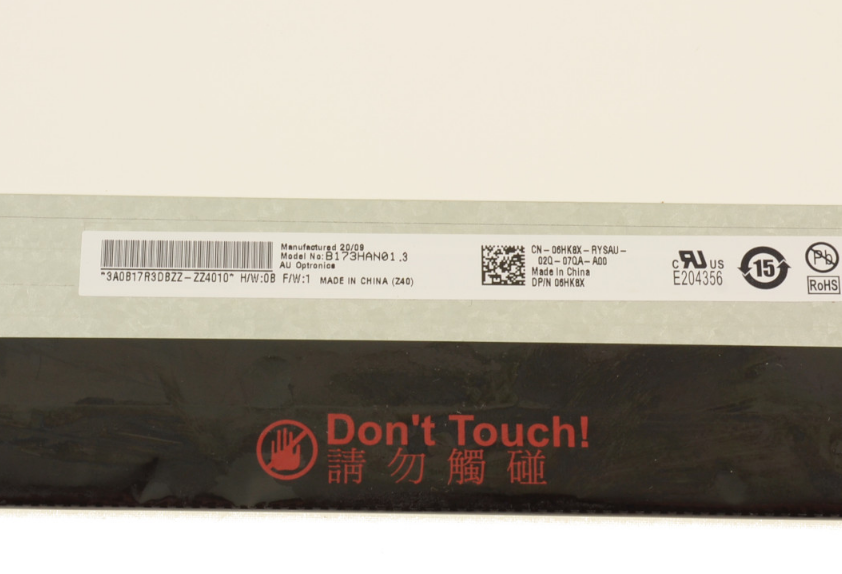 Manufactured 20/09
Model No:B173HAN01.3
AU Optronics
"3A0B17R3DBZZ-ZZ4010" H/W:0B F/W:1 MADE IN CHINA (Z40)
CN-06HK8X-RYSAU-
02Q-07QA-A00
Made in China
DP/N 06HK8X
c RU US
E204356
15
Pb
RoHS
Don't Touch!
請勿觸碰